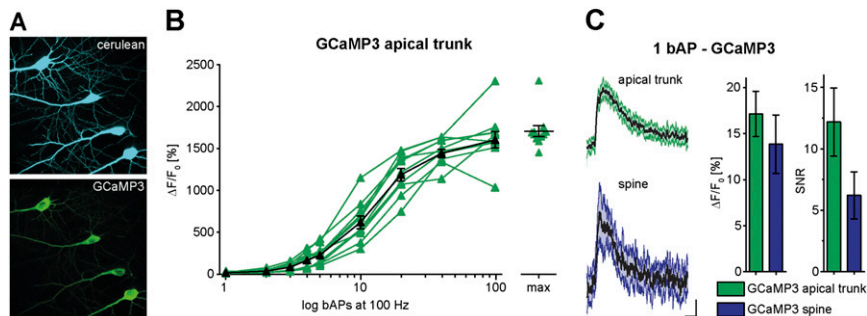 A
cerulean
GCaMP3
B
GCaMP3 apical trunk
ΔF/F0 [%]
2500
2000
1500
1000
500
0
1
10
100
max
log bAPs at 100 Hz
C
1 bAP - GCaMP3
apical trunk
spine
ΔF/F0 [%]
20
15
10
5
0
SNR
15
10
5
0
GCaMP3 apical trunk
GCaMP3 spine